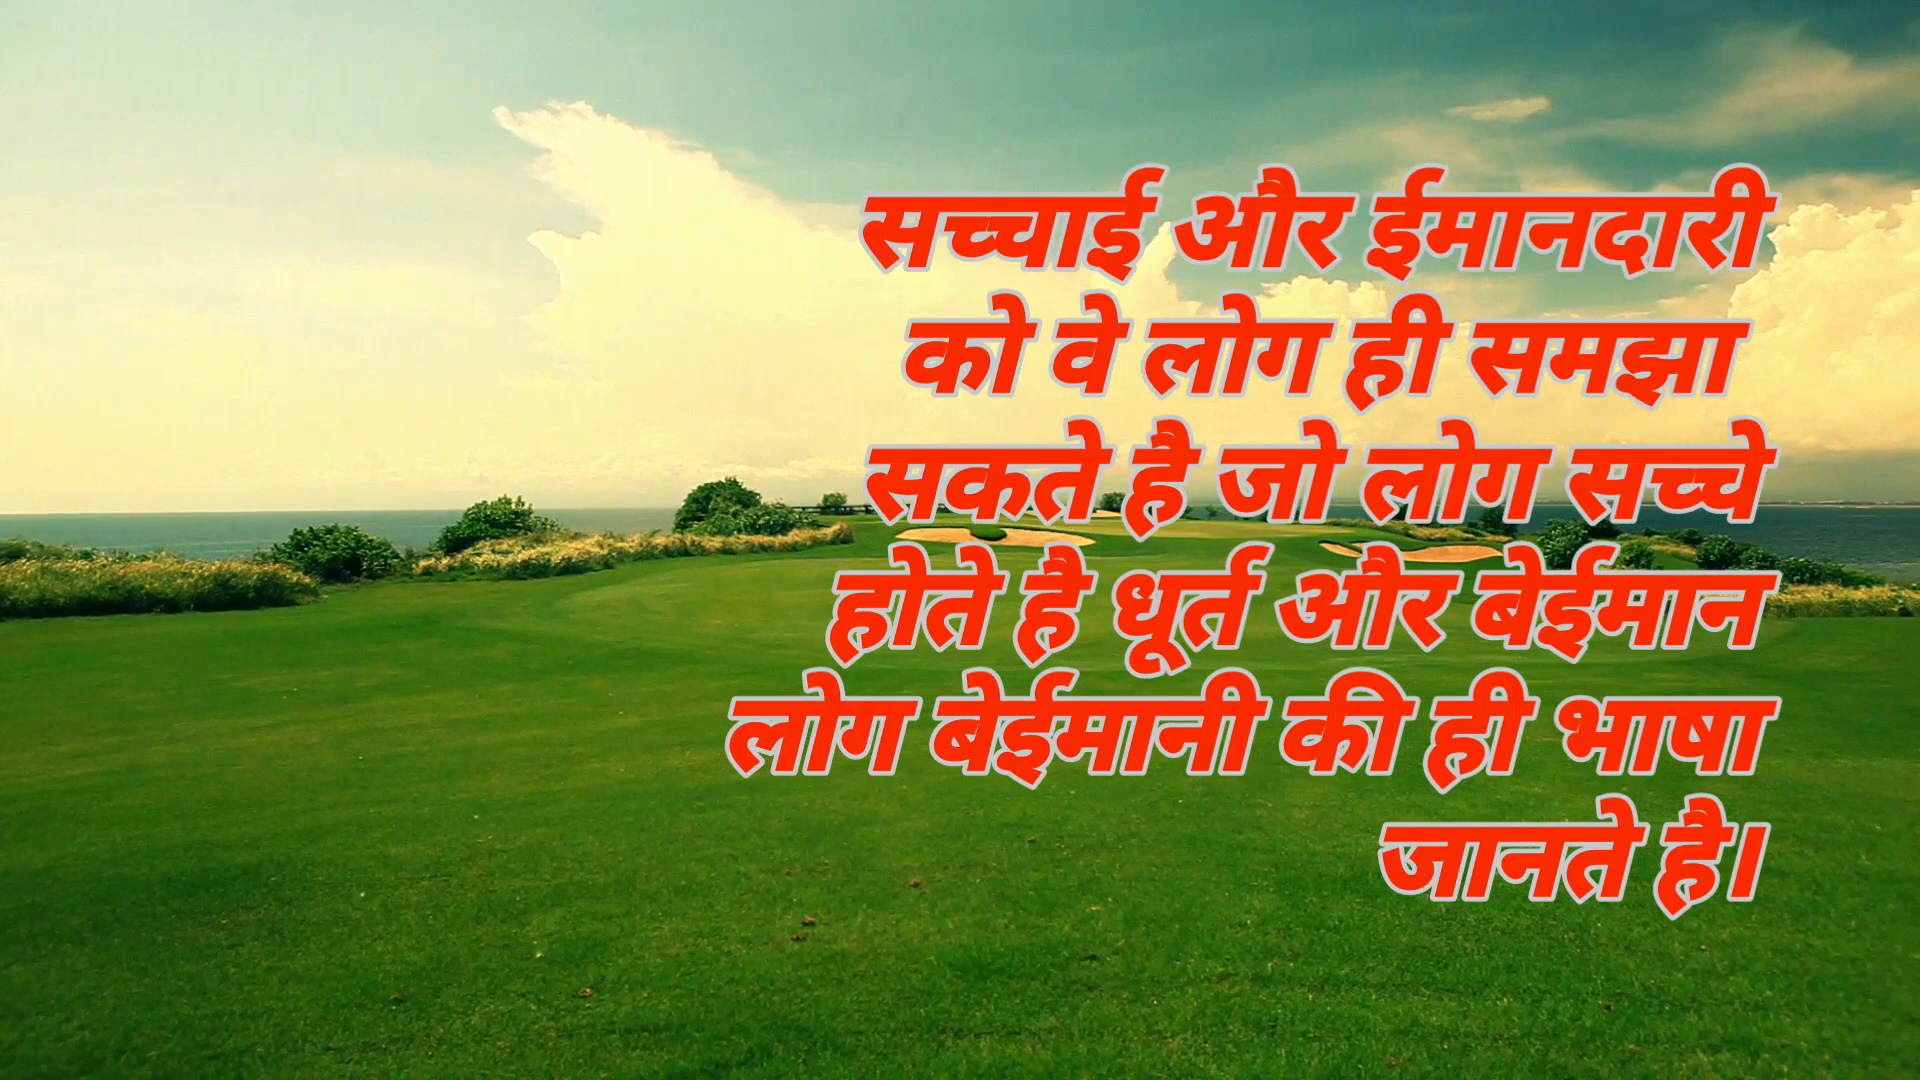 सच्चाई और ईमानदारी
को वे लोग ही समझा
सकते है जो लोग सच्चे
होते है धूर्त और बेईमान
लोग बेईमानी की ही भाषा
जानते है।